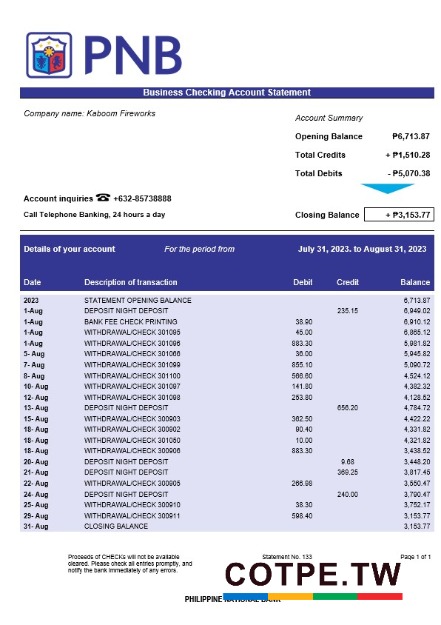 PNB
Business Checking Account Statement
Company name: Kaboom Fireworks
Account Summary
Opening Balance ₱6,713.87
Total Credits + ₱1,510.28
Total Debits - ₱5,070.38
Account inquiries ☎ +632-85738888
Call Telephone Banking, 24 hours a day
Closing Balance + ₱3,153.77
Details of your account For the period from July 31, 2023. to August 31, 2023
Date Description of transaction Debil Credit Balance
2023 STATEMENT OPENING BALANCE 6,713.87
1-Aug DEPOSIT NIGHT DEPOSIT 235.15 6,949.02
1-Aug BANK FEE CHECK PRINTING 38.90 6,910.12
1-Aug WITHDRAWAL/CHECK 301095 45.00 6,865.12
1-Aug WITHDRAWAL/CHECK 301096 883.30 5,981.82
5- Aug WITHDRAWAL/CHECK 301066 36.00 5,945.82
7- Aug WITHDRAWAL/CHECK 301099 855.10 5,090.72
8- Aug WITHDRAWAL/CHECK 301100 566.60 4,524.12
10- Aug WITHDRAWAL/CHECK 301097 141.80 4,382.32
12- Aug WITHDRAWAL/CHECK 301098 253.80 4,128.52
13- Aug DEPOSIT NIGHT DEPOSIT 656.20 4,784.72
15- Aug WITHDRAWAL/CHECK 300903 362.50 4,422.22
18- Aug WITHDRAWAL/CHECK 300902 90.40 4,331.82
18- Aug WITHDRAWAL/CHECK 301050 10.00 4,321.82
18- Aug WITHDRAWAL/CHECK 300906 883.30 3,438.52
20- Aug DEPOSIT NIGHT DEPOSIT 9.68 3,448.20
21- Aug DEPOSIT NIGHT DEPOSIT 369.25 3,817.45
22- Aug WITHDRAWAL/CHECK 300905 266.98 3,550.47
24- Aug DEPOSIT NIGHT DEPOSIT 240.00 3,790.47
25- Aug WITHDRAWAL/CHECK 300910 38.30 3,752.17
29- Aug WITHDRAWAL/CHECK 300911 598.40 3,153.77
31- Aug CLOSING BALANCE 3,153.77
Proceeds of CHECKs will not be available Statement No. 133 Page 1 of 1
cleared. Please check all entries promptly, and
notify the bank immediately of any errors.
COTPE.TW
PHILIPPINE NATIONAL BANK